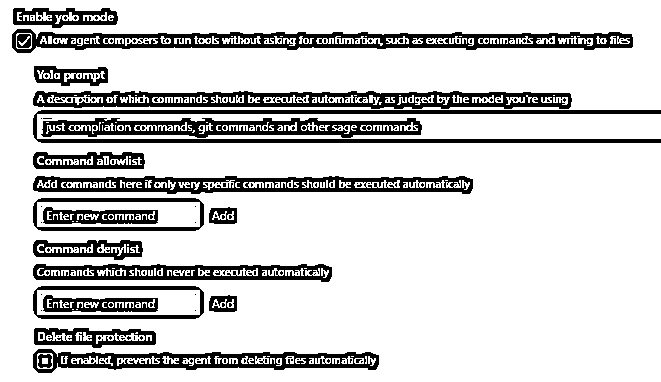 Enable yolo mode
Allow agent composers to run tools without asking for confirmation, such as executing commands and writing to files
Yolo prompt
A description of which commands should be executed automatically, as judged by the model you're using
just compliation commands, git commands and other sage commands
Command allowlist
Add commands here if only very specific commands should be executed automatically
Enter new command Add
Command denylist
Commands which should never be executed automatically
Enter new command Add
Delete file protection
If enabled, prevents the agent from deleting files automatically